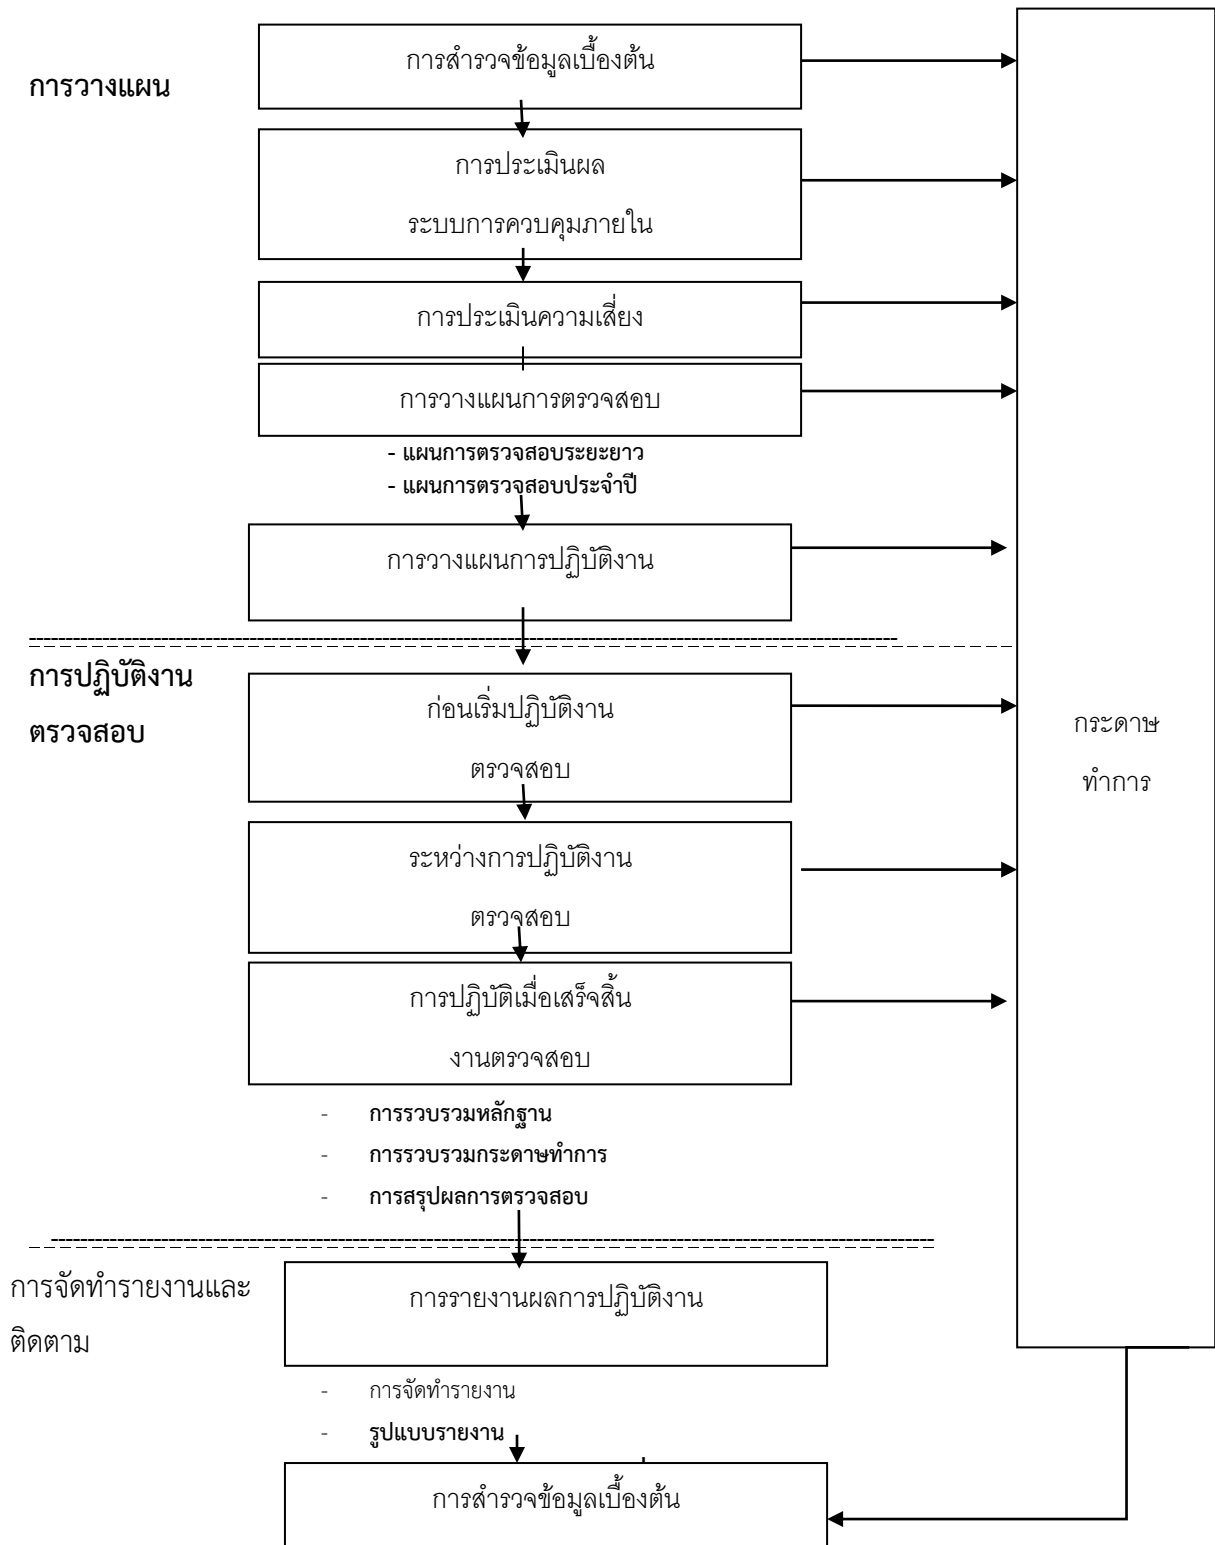 การสำรวจข้อมูลเบื้องต้น
การวางแผน
การประเมินผล
ระบบการควบคุมภายใน
การประเมินความเสี่ยง
การวางแผนการตรวจสอบ
- แผนการตรวจสอบระยะยาว
- แผนการตรวจสอบประจำปี
การวางแผนการปฏิบัติงาน
การปฏิบัติงาน
ตรวจสอบ
ก่อนเริ่มปฏิบัติงาน
ตรวจสอบ
กระดาษ
ทำการ
ระหว่างการปฏิบัติงาน
ตรวจสอบ
การปฏิบัติเมื่อเสร็จสิ้น
งานตรวจสอบ
- การรวบรวมหลักฐาน
- การรวบรวมกระดาษทำการ
- การสรุปผลการตรวจสอบ
การจัดทำรายงานและ
ติดตาม
การรายงานผลการปฏิบัติงาน
- การจัดทำรายงาน
- รูปแบบรายงาน
การสำรวจข้อมูลเบื้องต้น